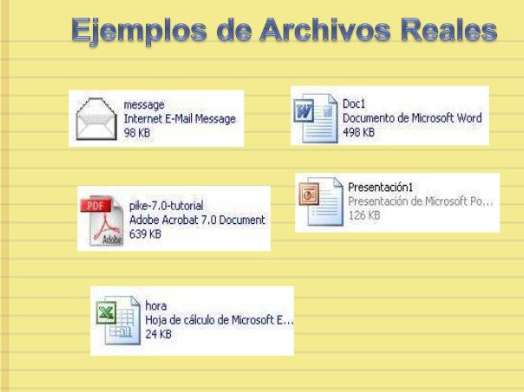 Ejemplos de Archivos Reales
message
Internet E-Mail Message
98 KB
Doc1
Documento de Microsoft Word
498 KB
PDF
Adobe
pike-7.0-tutorial
Adobe Acrobat 7.0 Document
639 KB
Presentación1
Presentación de Microsoft Po...
126 KB
hora
Hoja de cálculo de Microsoft E...
24 KB